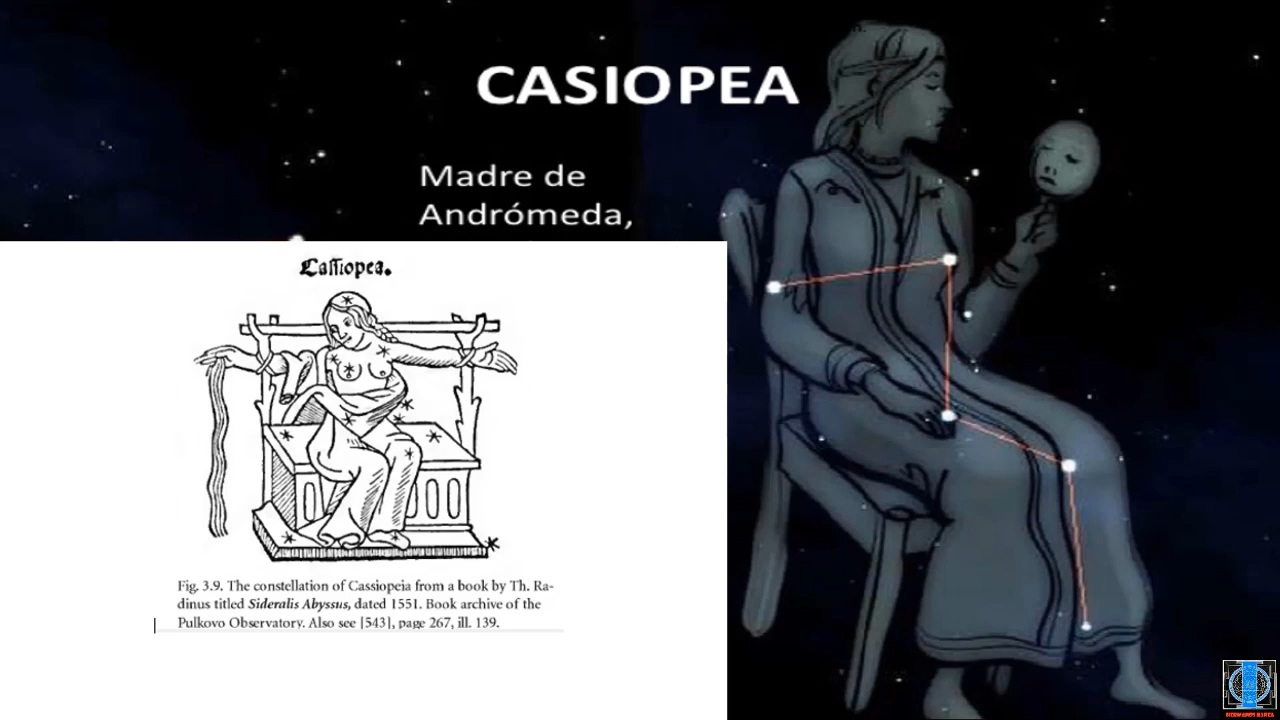 CASIOPEA
Madre de
Andrómeda,
Cassiopea.
Fig. 3.9. The constellation of Cassiopeia from a book by Th. Ra-
dinus titled Sideralis Abyssus, dated 1551. Book archive of the
Pulkovo Observatory. Also see [543], page 267, ill. 139.